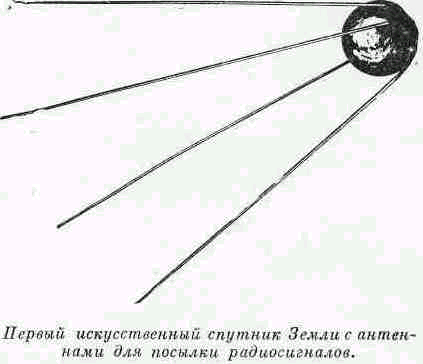 Первый искусственный спутник Земли с антен-
нами для посылки радиосигналов.